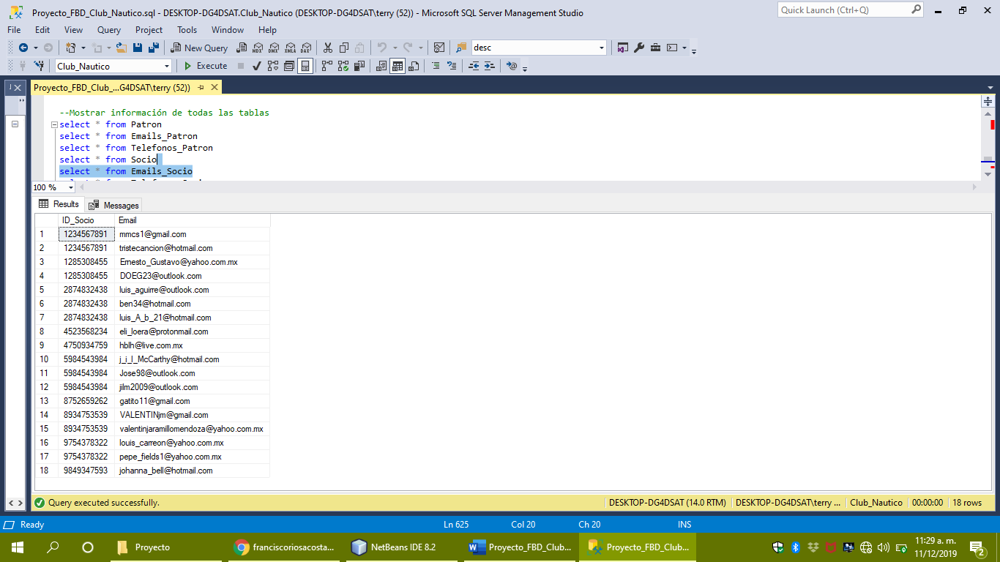 Proyecto_FBD_Club_Nautico.sql - DESKTOP-DG4DSAT.Club_Nautico (DESKTOP-DG4DSAT\terry (52)) - Microsoft SQL Server Management Studio
Quick Launch (Ctrl+Q)
File Edit View Query Project Tools Window Help
New Query MDX DMX XMLA DAX desc
Club_Nautico Execute
Proyecto_FBD_Club_...G4DSAT\terry (52))
--Mostrar información de todas las tablas
select * from Patron
select * from Emails_Patron
select * from Telefonos_Patron
select * from Socio
select * from Emails_Socio
100 %
Results Messages
ID_Socio Email
1 1234567891 mmcs1@gmail.com
2 1234567891 tristecancion@hotmail.com
3 1285308455 Ernesto_Gustavo@yahoo.com.mx
4 1285308455 DOEG23@outlook.com
5 2874832438 luis_aguirre@outlook.com
6 2874832438 ben34@hotmail.com
7 2874832438 luis_A_b_21@hotmail.com
8 4523568234 eli_loera@protonmail.com
9 4750934759 hblh@live.com.mx
10 5984543984 j_i_l_McCarthy@hotmail.com
11 5984543984 Jose98@outlook.com
12 5984543984 jilm2009@outlook.com
13 8752659262 gatito11@gmail.com
14 8934753539 VALENTINjm@gmail.com
15 8934753539 valentinjaramillomendoza@yahoo.com.mx
16 9754378322 louis_carreon@yahoo.com.mx
17 9754378322 pepe_fields1@yahoo.com.mx
18 9849347593 johanna_bell@hotmail.com
Query executed successfully. DESKTOP-DG4DSAT (14.0 RTM) DESKTOP-DG4DSAT\terry ... Club_Nautico 00:00:00 18 rows
Ready Ln 625 Col 20 Ch 20 INS
Proyecto franciscoriosacosta... NetBeans IDE 8.2 Proyecto_FBD_Club... Proyecto_FBD_Club... 11:29 a. m.
11/12/2019 2